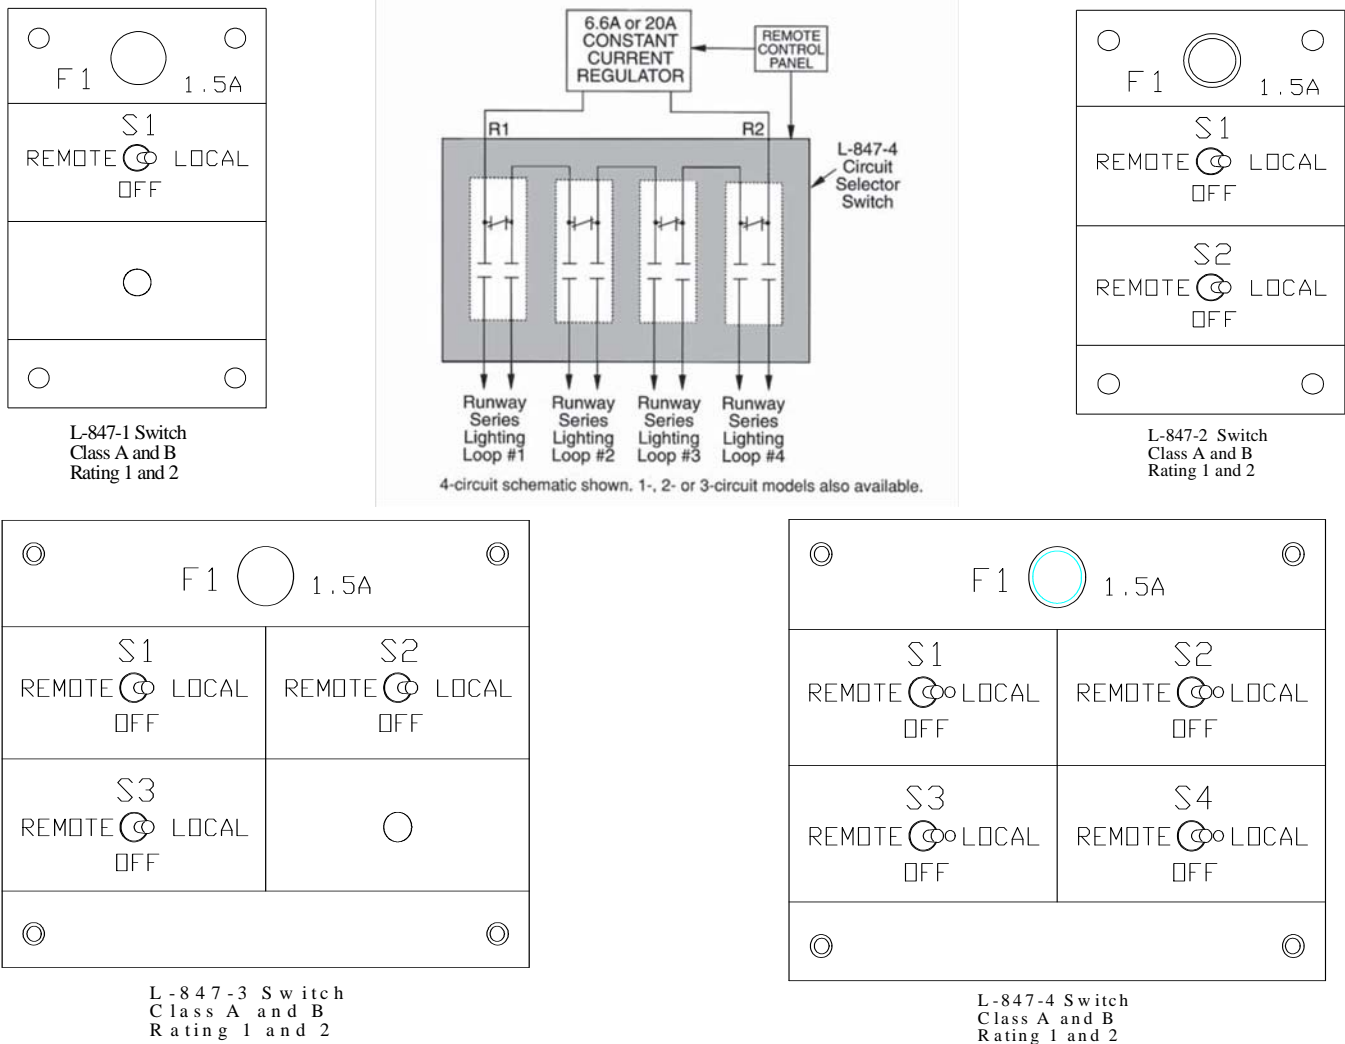 F1
1.5A
S1
REMOTE LOCAL
OFF
L-847-1 Switch
Class A and B
Rating 1 and 2
6.6A or 20A
CONSTANT
CURRENT
REGULATOR
REMOTE
CONTROL
PANEL
R1
R2
L-847-4
Circuit
Selector
Switch
Runway
Series
Lighting
Loop #1
Runway
Series
Lighting
Loop #2
Runway
Series
Lighting
Loop #3
Runway
Series
Lighting
Loop #4
4-circuit schematic shown. 1-, 2- or 3-circuit models also available.
F1
1.5A
S1
REMOTE LOCAL
OFF
S2
REMOTE LOCAL
OFF
L-847-2 Switch
Class A and B
Rating 1 and 2
F1 1.5A
S1
REMOTE LOCAL
OFF
S2
REMOTE LOCAL
OFF
S3
REMOTE LOCAL
OFF
L-847-3 Switch
Class A and B
Rating 1 and 2
F1 1.5A
S1
REMOTE LOCAL
OFF
S2
REMOTE LOCAL
OFF
S3
REMOTE LOCAL
OFF
S4
REMOTE LOCAL
OFF
L-847-4 Switch
Class A and B
Rating 1 and 2